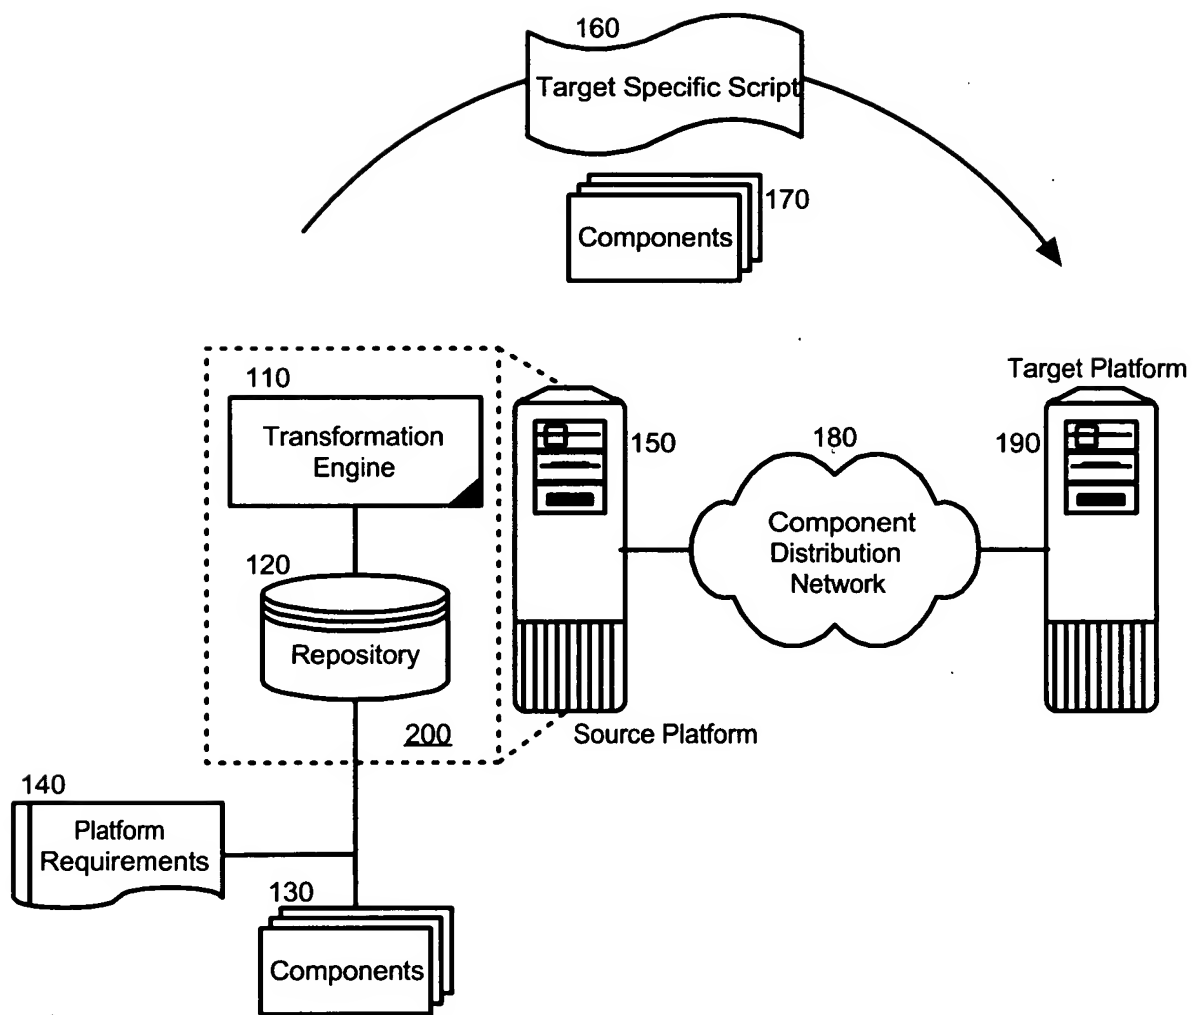 160
Target Specific Script
170
Components
110
Transformation
Engine
120
Repository
200
150
Source Platform
180
Component
Distribution
Network
Target Platform
190
140
Platform
Requirements
130
Components